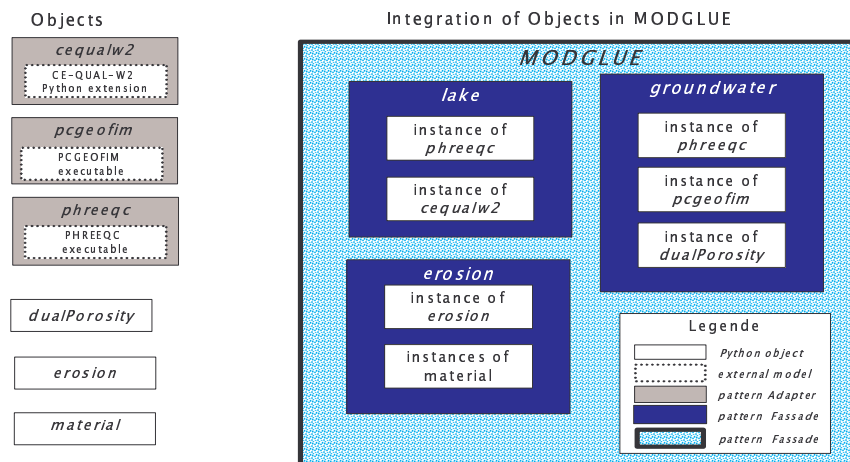 Objects
cequalw2
CE-QUAL-W2
Python extension
pcgeofim
PCGEOFIM
executable
phreeqc
PHREEQC
executable
dualPorosity
erosion
material
Integration of Objects in MODGLUE
MODGLUE
lake
instance of
phreeqc
instance of
cequalw2
groundwater
instance of
phreeqc
instance of
pcgeofim
instance of
dualPorosity
erosion
instance of
erosion
instances of
material
Legende
Python object
external model
pattern Adapter
pattern Fassade
pattern Fassade